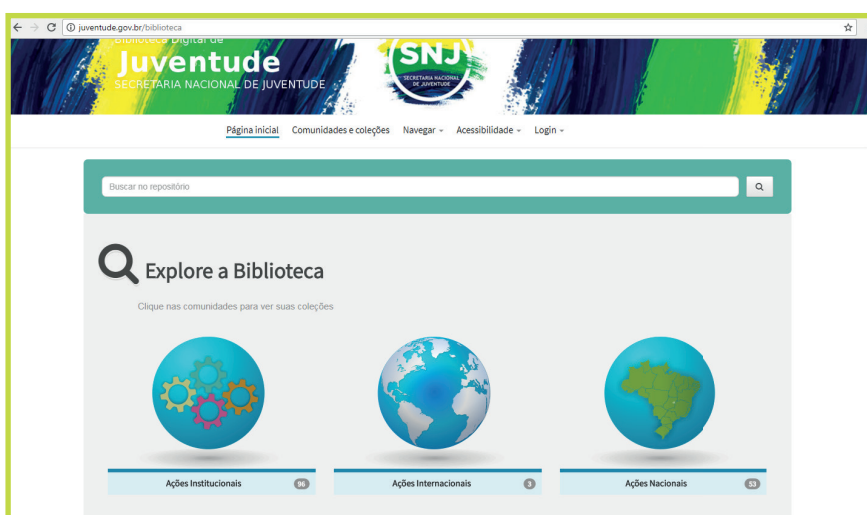 juventude.gov.br/biblioteca
Biblioteca Digital de
Juventude
SECRETARIA NACIONAL DE JUVENTUDE
SNJ
SECRETARIA NACIONAL
DE JUVENTUDE
Página inicial Comunidades e coleções Navegar Acessibilidade Login
Buscar no repositório
Explore a Biblioteca
Clique nas comunidades para ver suas coleções
Ações Institucionais 96 Ações Internacionais 3 Ações Nacionais 53